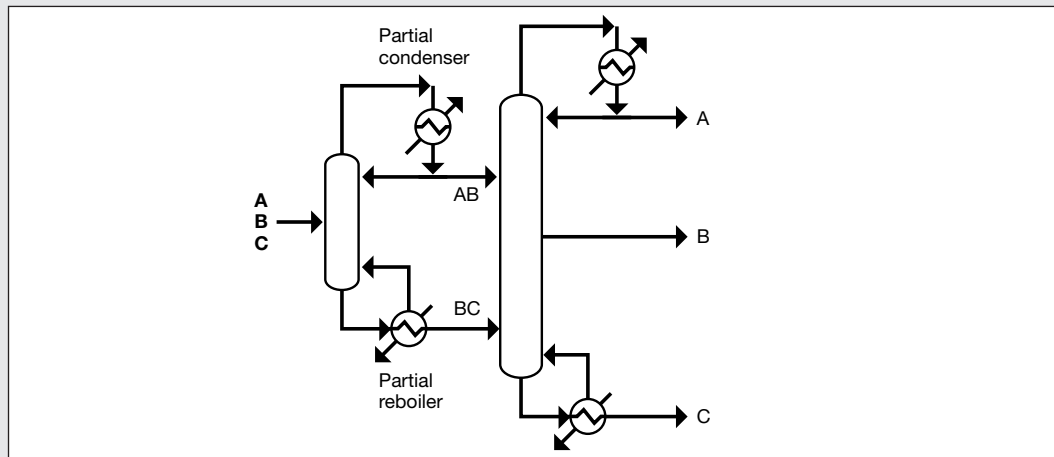 Partial
condenser
A
AB
A
B
C
B
BC
Partial
reboiler
C